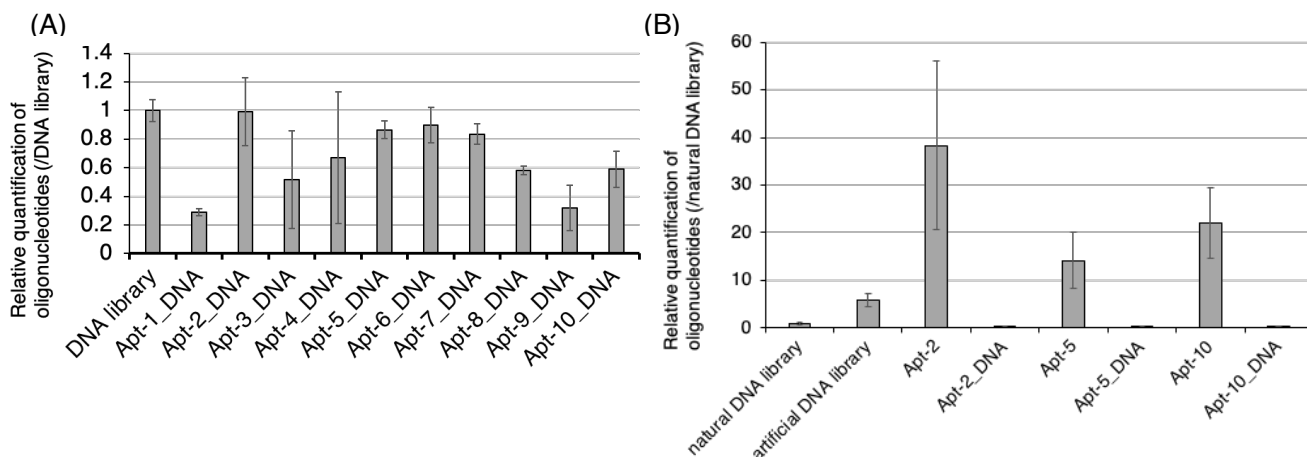 (A)
Relative quantification of
oligonucleotides (/DNA library)
1.4
1.2
1
0.8
0.6
0.4
0.2
0
DNA library
Apt-1_DNA
Apt-2_DNA
Apt-3_DNA
Apt-4_DNA
Apt-5_DNA
Apt-6_DNA
Apt-7_DNA
Apt-8_DNA
Apt-9_DNA
Apt-10_DNA
(B)
Relative quantification of
oligonucleotides (/natural DNA library)
60
50
40
30
20
10
0
natural DNA library
artificial DNA library
Apt-2
Apt-2_DNA
Apt-5
Apt-5_DNA
Apt-10
Apt-10_DNA